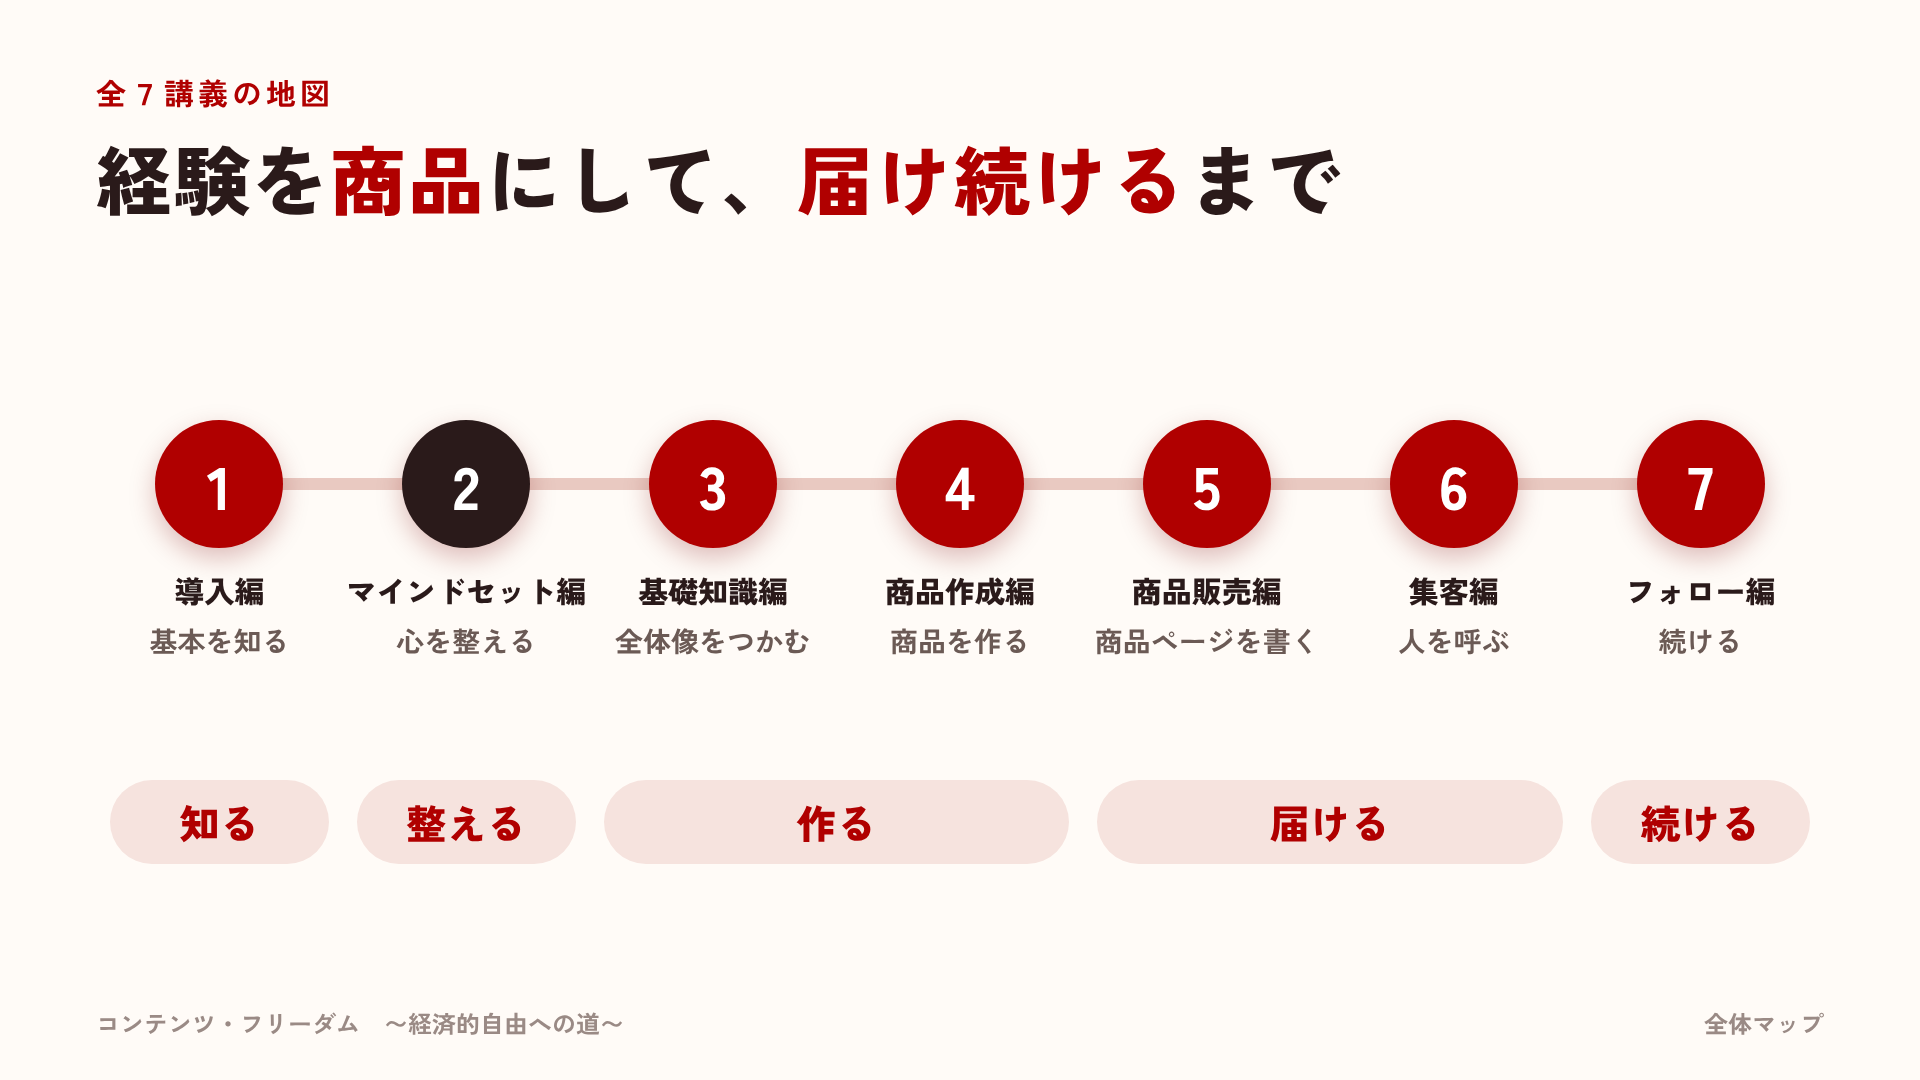 全7講義の地図
経験を商品にして、届け続けるまで
1 2 3 4 5 6 7
導入編 マインドセット編 基礎知識編 商品作成編 商品販売編 集客編 フォロー編
基本を知る 心を整える 全体像をつかむ 商品を作る 商品ページを書く 人を呼ぶ 続ける
知る 整える 作る 届ける 続ける
コンテンツ・フリーダム ～経済的自由への道～ 全体マップ